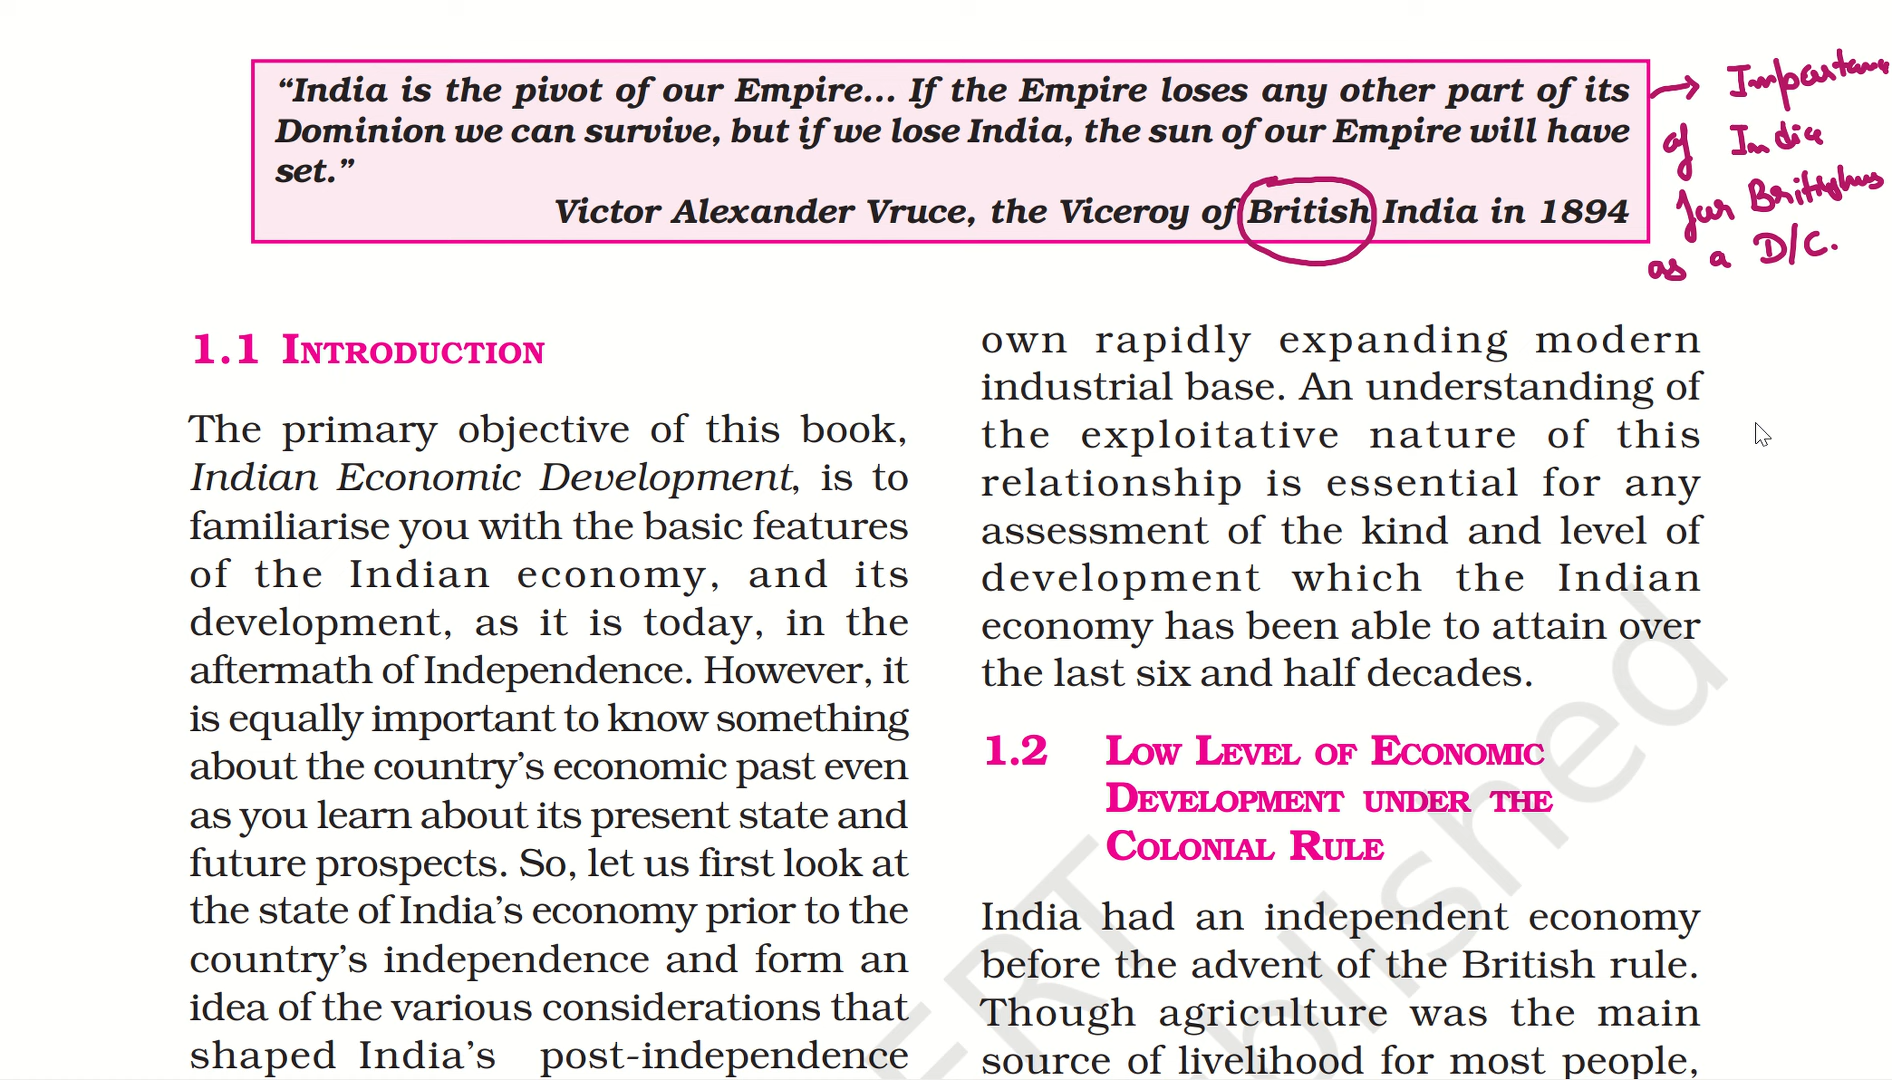 “India is the pivot of our Empire... If the Empire loses any other part of its
Dominion we can survive, but if we lose India, the sun of our Empire will have
set.”
Victor Alexander Vruce, the Viceroy of British India in 1894
→ Importance
of India
for Britishers
as a D/C.
1.1 INTRODUCTION
The primary objective of this book,
Indian Economic Development, is to
familiarise you with the basic features
of the Indian economy, and its
development, as it is today, in the
aftermath of Independence. However, it
is equally important to know something
about the country’s economic past even
as you learn about its present state and
future prospects. So, let us first look at
the state of India’s economy prior to the
country’s independence and form an
idea of the various considerations that
shaped India’s post-independence
own rapidly expanding modern
industrial base. An understanding of
the exploitative nature of this
relationship is essential for any
assessment of the kind and level of
development which the Indian
economy has been able to attain over
the last six and half decades.
1.2 LOW LEVEL OF ECONOMIC
DEVELOPMENT UNDER THE
COLONIAL RULE
India had an independent economy
before the advent of the British rule.
Though agriculture was the main
source of livelihood for most people,